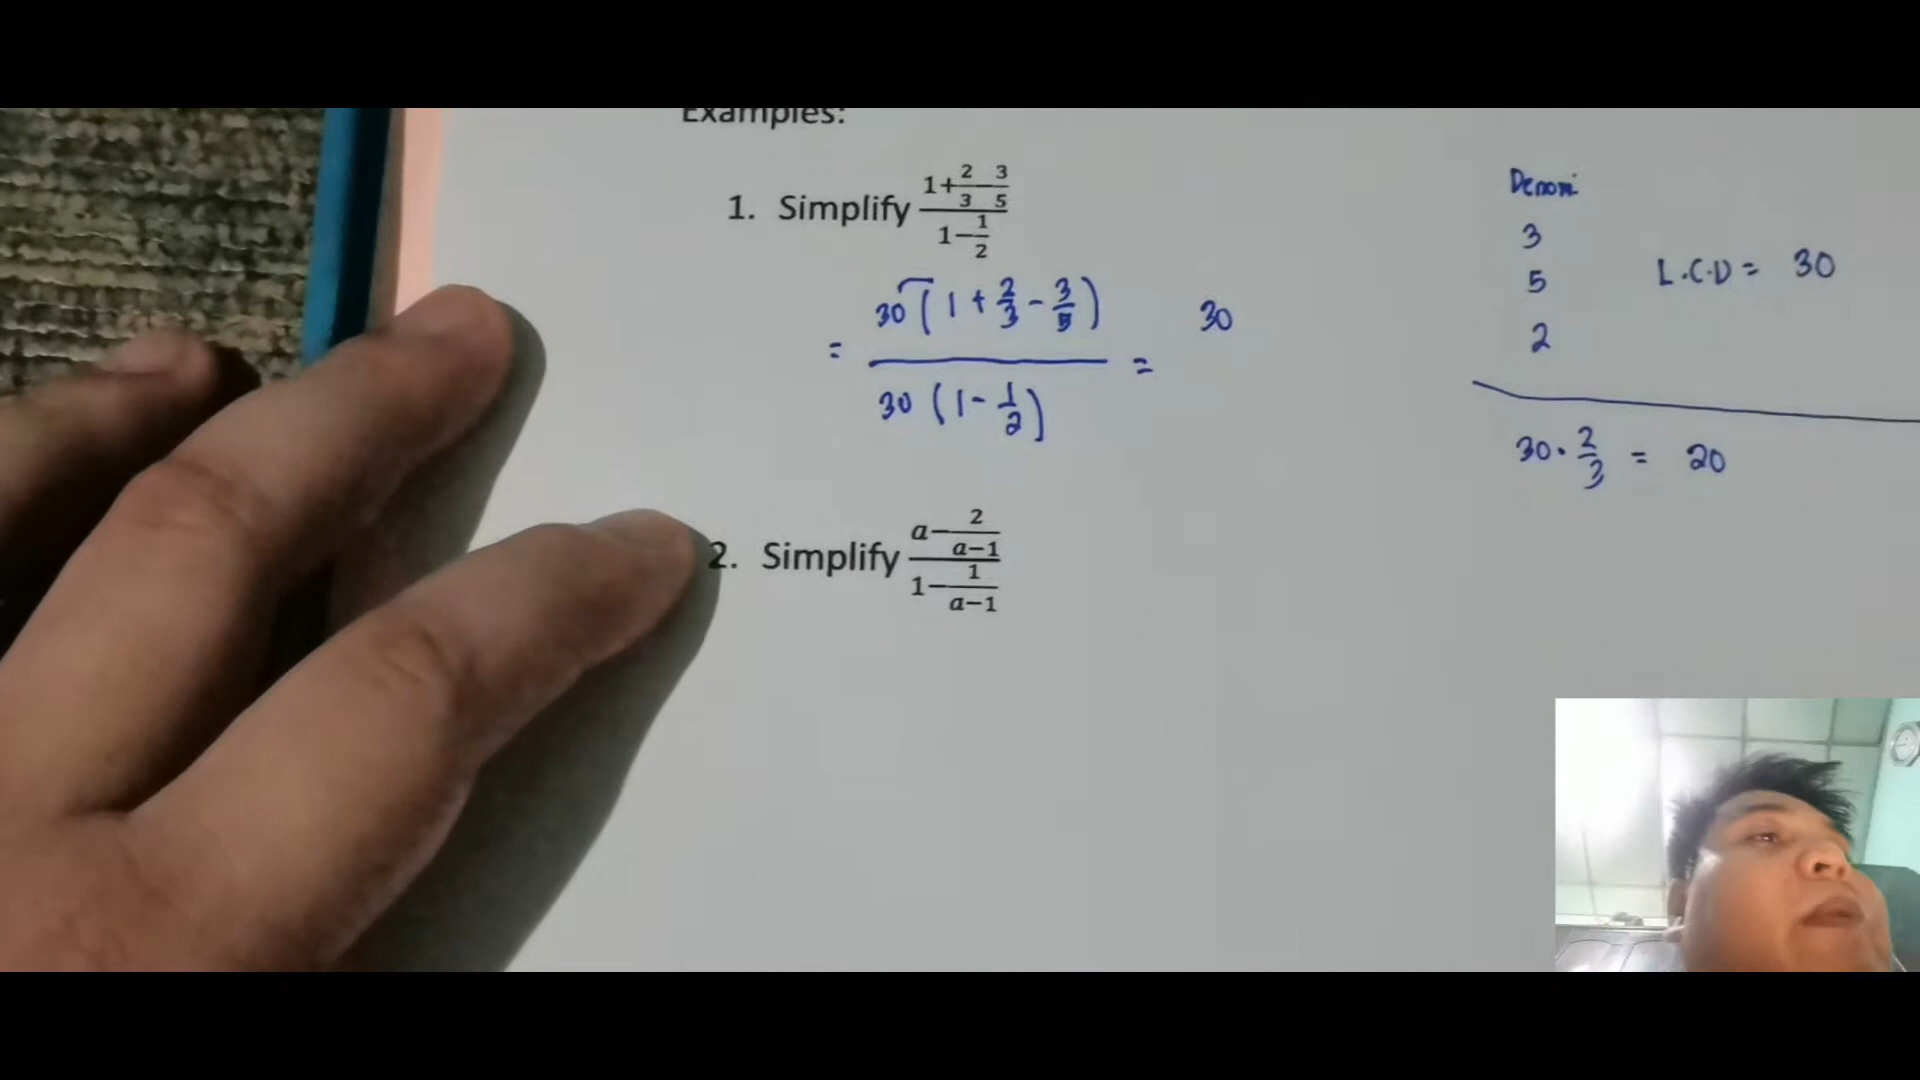 Examples:
1. Simplify (1+2/3-3/5)/(1-1/2)
= 30(1 + 2/3 - 3/5) / 30(1 - 1/2) = 30
2. Simplify (a-2/(a-1))/(1-1/(a-1))
Denomi
3
5
2
L.C.D = 30
30 · 2/3 = 20